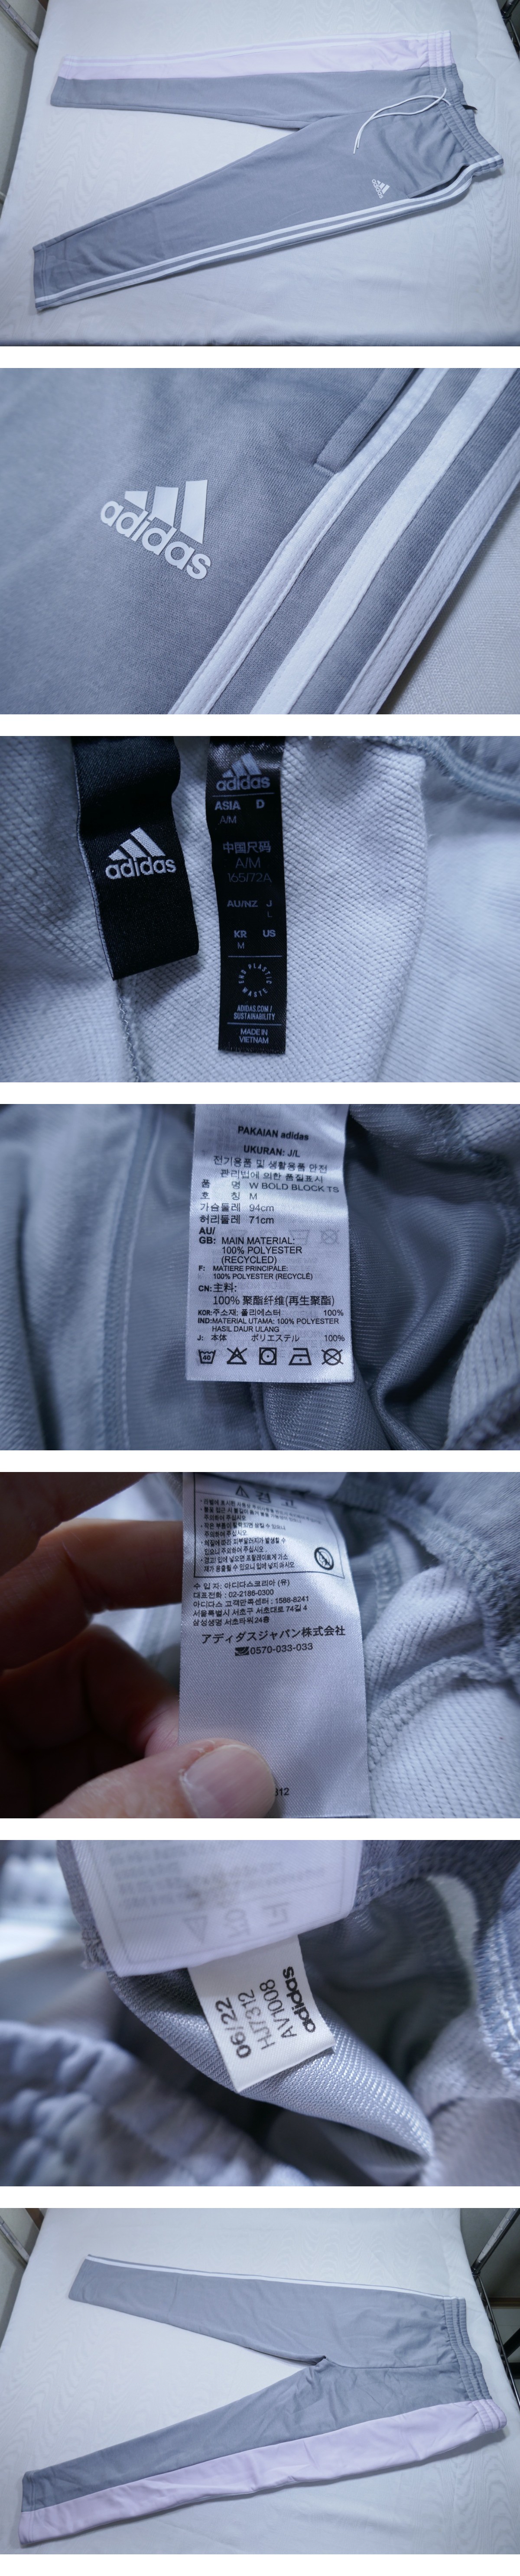 adidas
adidas
adidas
adidas
ASIA D
A/M
中国尺码
A/M
165/72A
AU/NZ J
L
KR US
M
END PLASTIC WASTE
ADIDAS.COM/
SUSTAINABILITY
MADE IN
VIETNAM
PAKAIAN adidas
UKURAN: J/L
전기용품 및 생활용품 안전
관리법에 의한 품질표시
품 명 W BOLD BLOCK TS
호 칭 M
가슴둘레 94cm
허리둘레 71cm
AU/
GB: MAIN MATERIAL:
100% POLYESTER
(RECYCLED)
F: MATIERE PRINCIPALE:
100% POLYESTER (RECYCLÉ)
CN: 主料:
100% 聚酯纤维(再生聚酯)
KOR:주소재: 폴리에스터 100%
IND:MATERIAL UTAMA: 100% POLYESTER
HASIL DAUR ULANG
J: 本体 ポリエステル 100%
40
경 고
수 입 자: 아디다스코리아 (유)
대표전화 : 02-2186-0300
아디다스 고객만족센터 : 1588-8241
서울특별시 서초구 서초대로 74길 4
삼성생명 서초타워 24층
アディダスジャパン株式会社
0570-033-033
312
06/22
HJ7312
AV1008
adidas